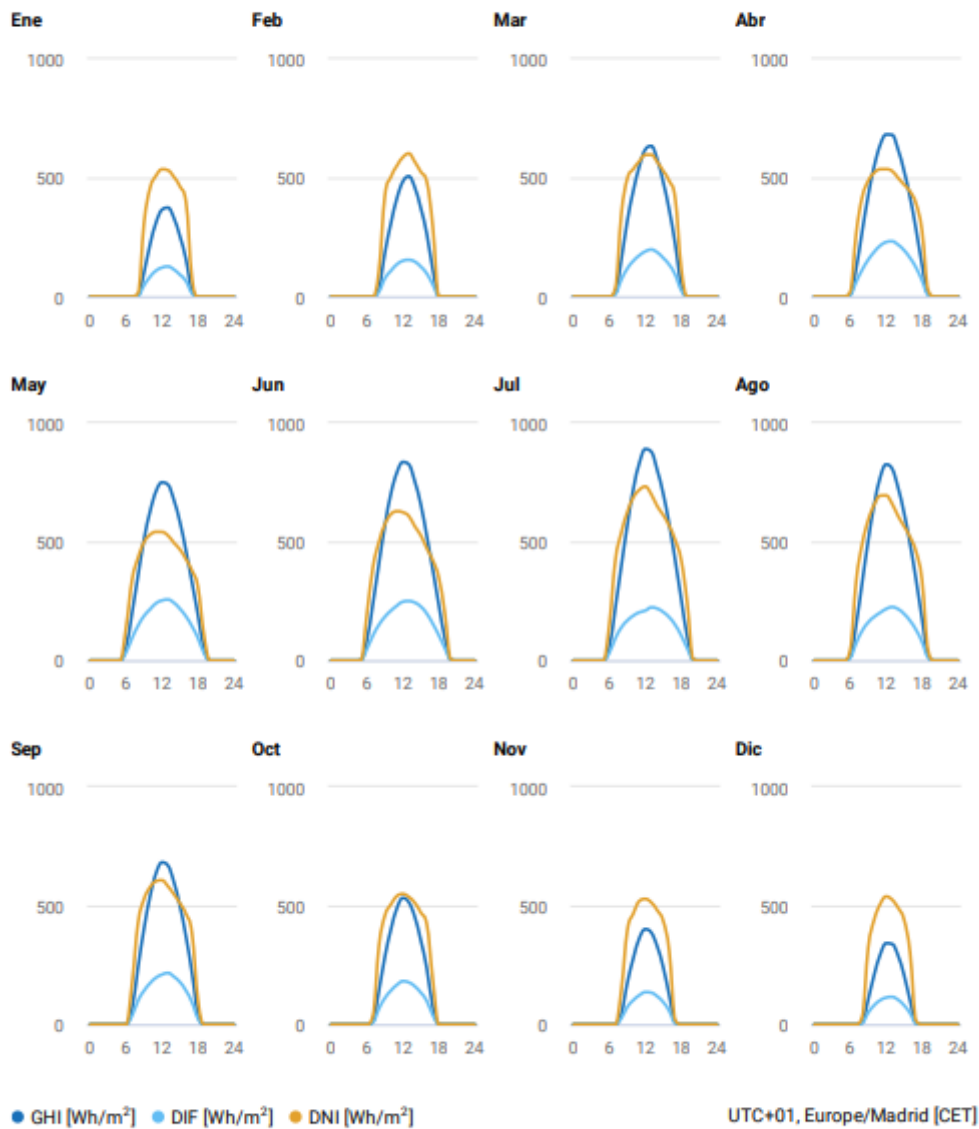 Ene Feb Mar Abr
1000 1000 1000 1000
500 500 500 500
0 0 0 0
0 6 12 18 24 0 6 12 18 24 0 6 12 18 24 0 6 12 18 24
May Jun Jul Ago
1000 1000 1000 1000
500 500 500 500
0 0 0 0
0 6 12 18 24 0 6 12 18 24 0 6 12 18 24 0 6 12 18 24
Sep Oct Nov Dic
1000 1000 1000 1000
500 500 500 500
0 0 0 0
0 6 12 18 24 0 6 12 18 24 0 6 12 18 24 0 6 12 18 24
GHI [Wh/m²] DIF [Wh/m²] DNI [Wh/m²] UTC+01, Europe/Madrid [CET]